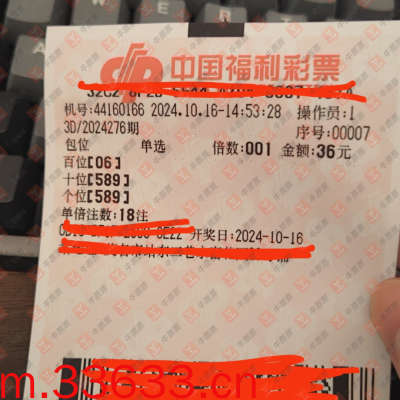 中国福利彩票
机号:44160166 2024.10.16-14:53:28 操作员:1
3D/2024276期 序号:00007
包位 单选 倍数:001 金额:36元
百位[06]
十位[589]
个位[589]
单倍注数:18注
开奖日:2024-10-16
m.33633.cn